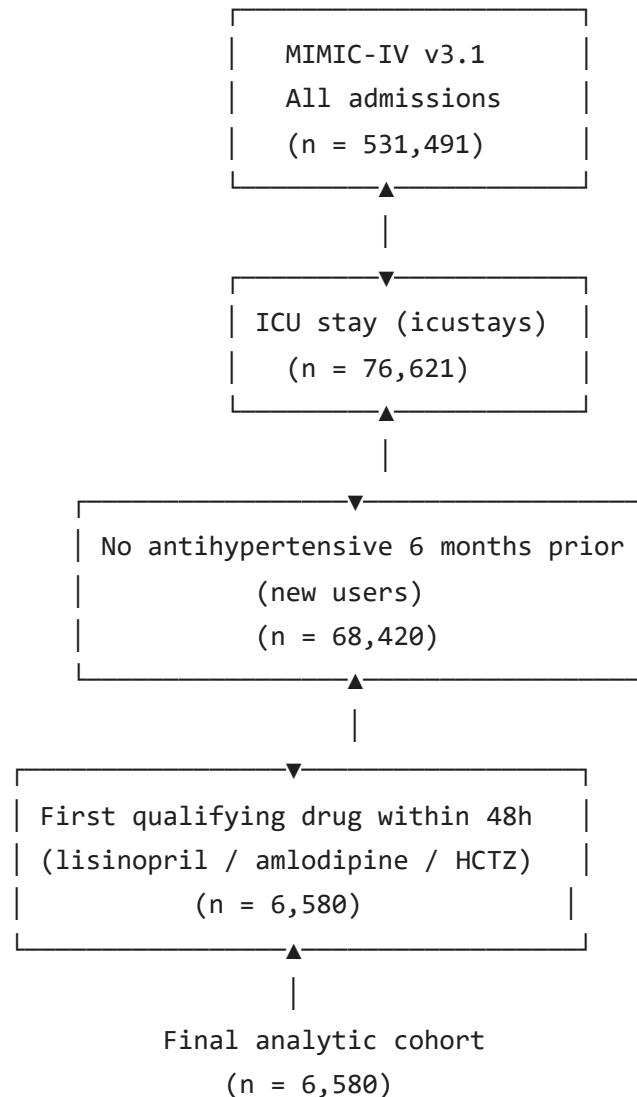 MIMIC-IV v3.1
All admissions
(n = 531,491)
ICU stay (icustays)
(n = 76,621)
No antihypertensive 6 months prior
(new users)
(n = 68,420)
First qualifying drug within 48h
(lisinopril / amlodipine / HCTZ)
(n = 6,580)
Final analytic cohort
(n = 6,580)